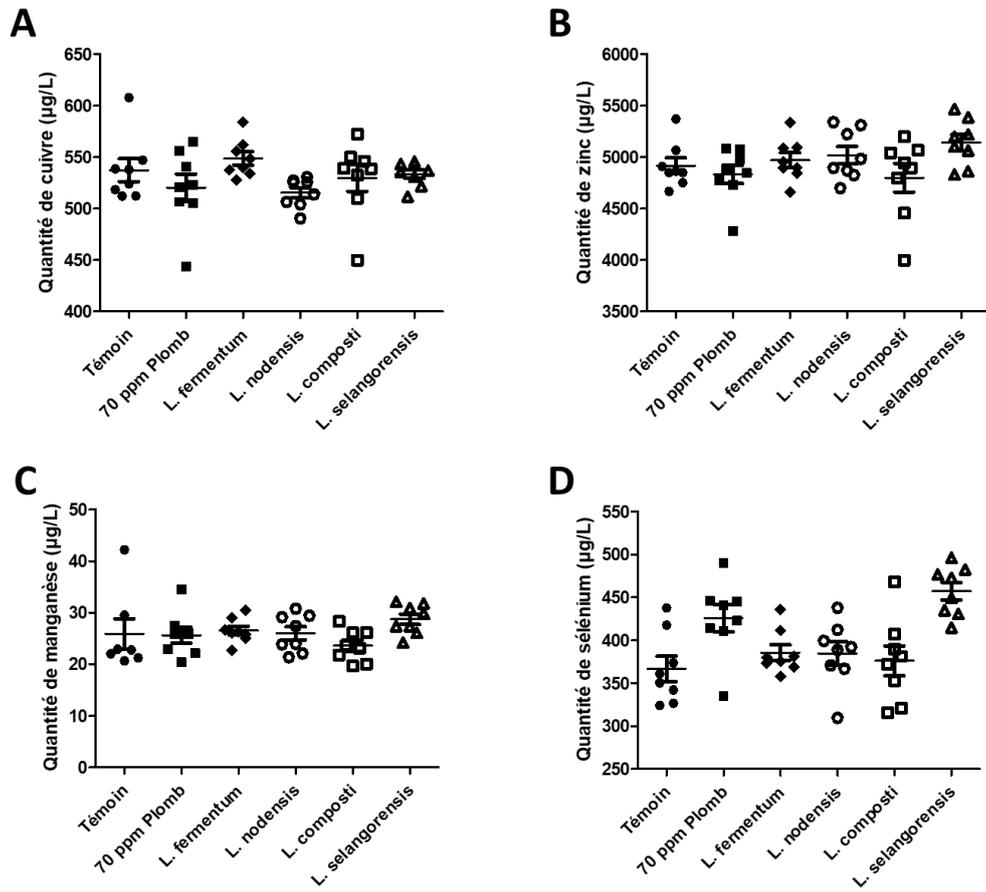 A
Quantité de cuivre (µg/L)
650
600
550
500
450
400
Témoin
70 ppm Plomb
L. fermentum
L. nodensis
L. composti
L. selangorensis
B
Quantité de zinc (µg/L)
6000
5500
5000
4500
4000
3500
Témoin
70 ppm Plomb
L. fermentum
L. nodensis
L. composti
L. selangorensis
C
Quantité de manganèse (µg/L)
50
40
30
20
10
0
Témoin
70 ppm Plomb
L. fermentum
L. nodensis
L. composti
L. selangorensis
D
Quantité de sélénium (µg/L)
550
500
450
400
350
300
250
Témoin
70 ppm Plomb
L. fermentum
L. nodensis
L. composti
L. selangorensis